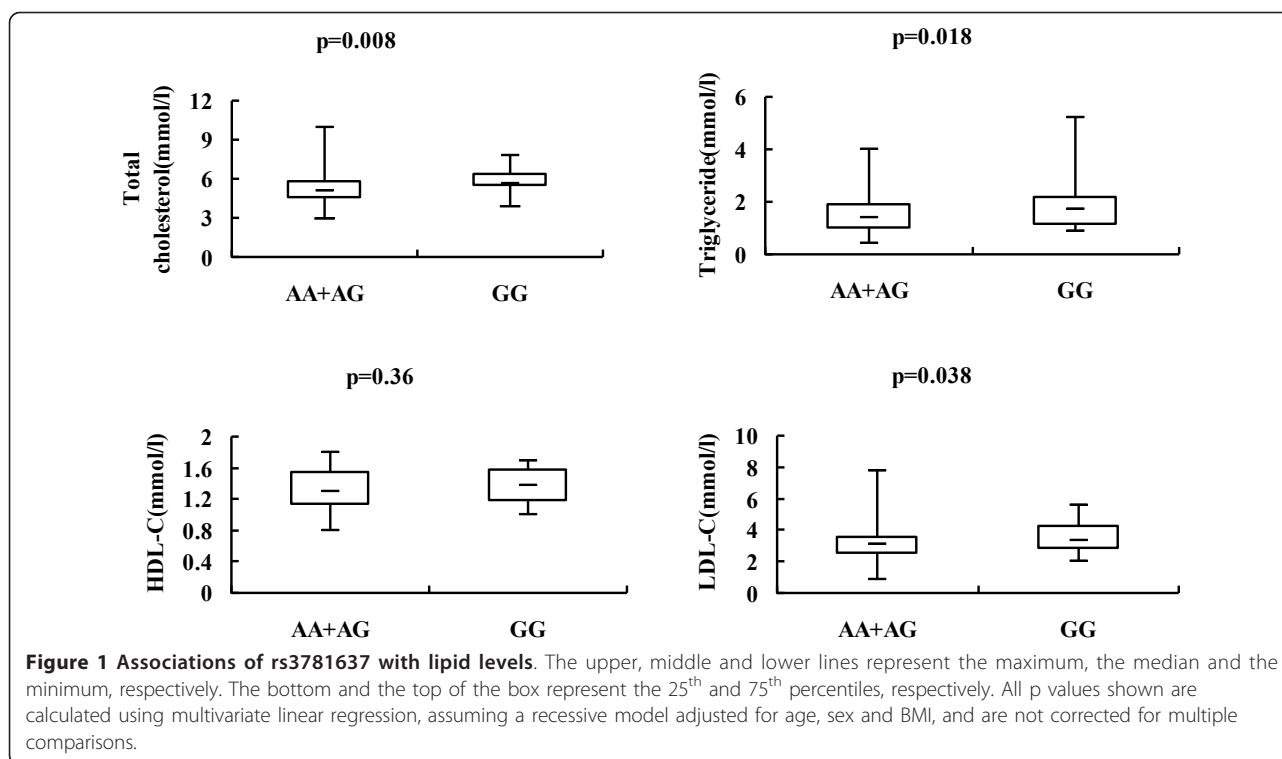 p=0.008
Total cholesterol(mmol/l)
12
9
6
3
0
AA+AG
GG
p=0.018
Triglyceride(mmol/l)
6
4
2
0
AA+AG
GG
p=0.36
HDL-C(mmol/l)
2
1.6
1.2
0.8
0.4
0
AA+AG
GG
p=0.038
LDL-C(mmol/l)
10
8
6
4
2
0
AA+AG
GG
Figure 1 Associations of rs3781637 with lipid levels. The upper, middle and lower lines represent the maximum, the median and the
minimum, respectively. The bottom and the top of the box represent the 25th and 75th percentiles, respectively. All p values shown are
calculated using multivariate linear regression, assuming a recessive model adjusted for age, sex and BMI, and are not corrected for multiple
comparisons.